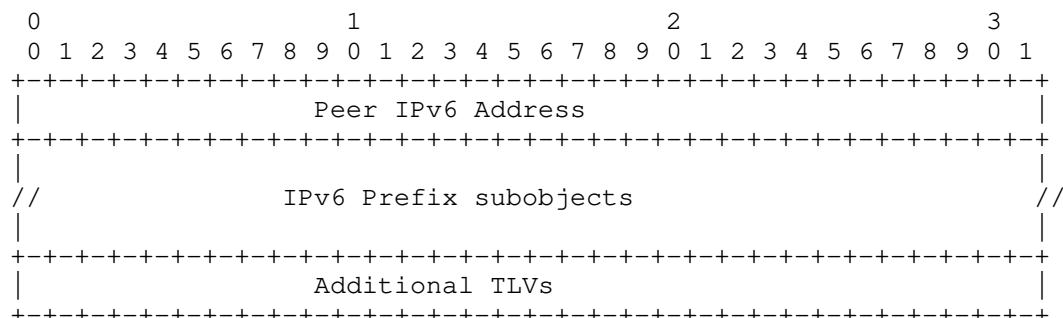 0                   1                   2                   3
 0 1 2 3 4 5 6 7 8 9 0 1 2 3 4 5 6 7 8 9 0 1 2 3 4 5 6 7 8 9 0 1
+-+-+-+-+-+-+-+-+-+-+-+-+-+-+-+-+-+-+-+-+-+-+-+-+-+-+-+-+-+-+-+-+
|                  Peer IPv6 Address                            |
+-+-+-+-+-+-+-+-+-+-+-+-+-+-+-+-+-+-+-+-+-+-+-+-+-+-+-+-+-+-+-+-+
|                                                               |
//               IPv6 Prefix subobjects                         //
|                                                               |
+-+-+-+-+-+-+-+-+-+-+-+-+-+-+-+-+-+-+-+-+-+-+-+-+-+-+-+-+-+-+-+-+
|                  Additional TLVs                              |
+-+-+-+-+-+-+-+-+-+-+-+-+-+-+-+-+-+-+-+-+-+-+-+-+-+-+-+-+-+-+-+-+